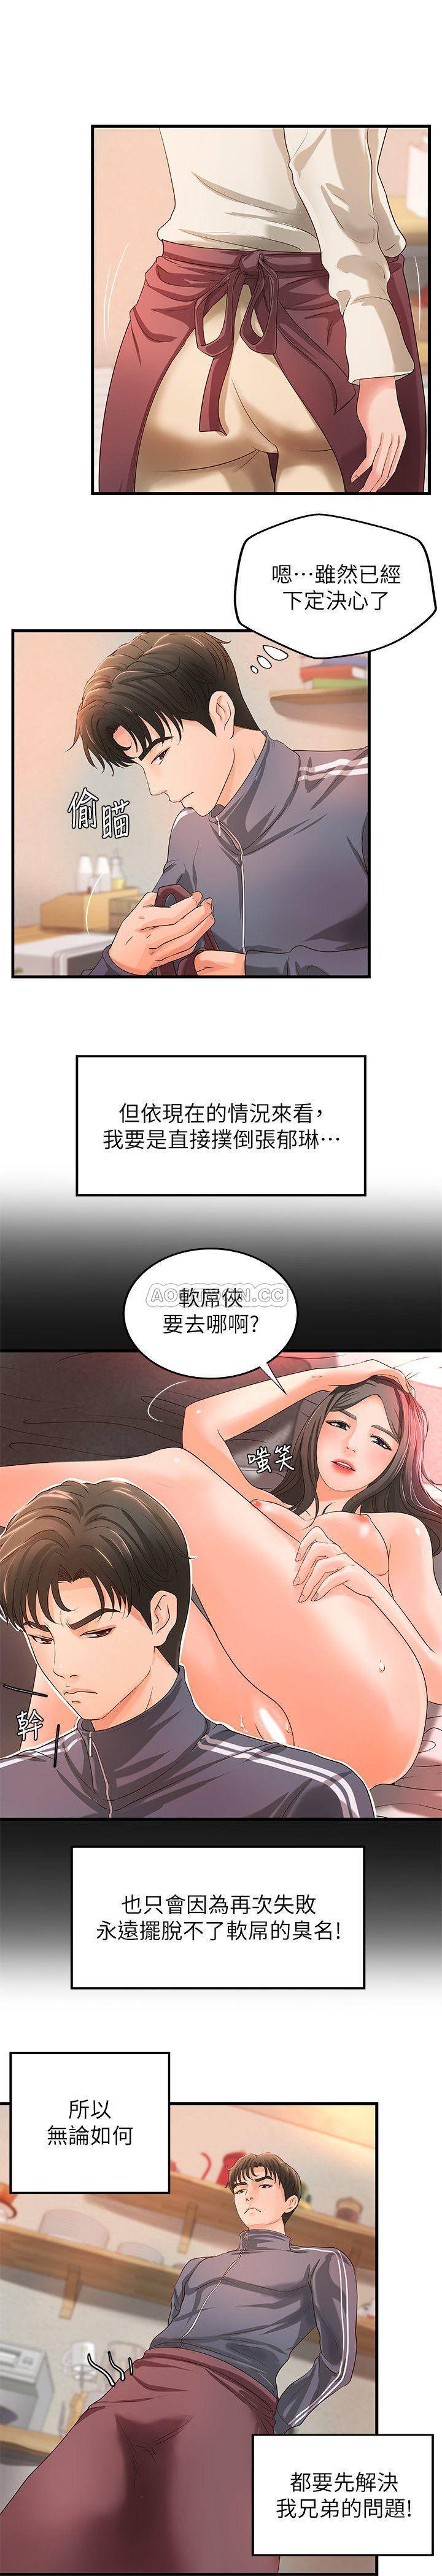 嗯…雖然已經
下定決心了
偷瞄
但依現在的情況來看,
我要是直接撲倒張郁琳…
軟屌俠
要去哪啊?
嗤笑
幹
也只會因為再次失敗
永遠擺脫不了軟屌的臭名!
所以
無論如何
都要先解決
我兄弟的問題!